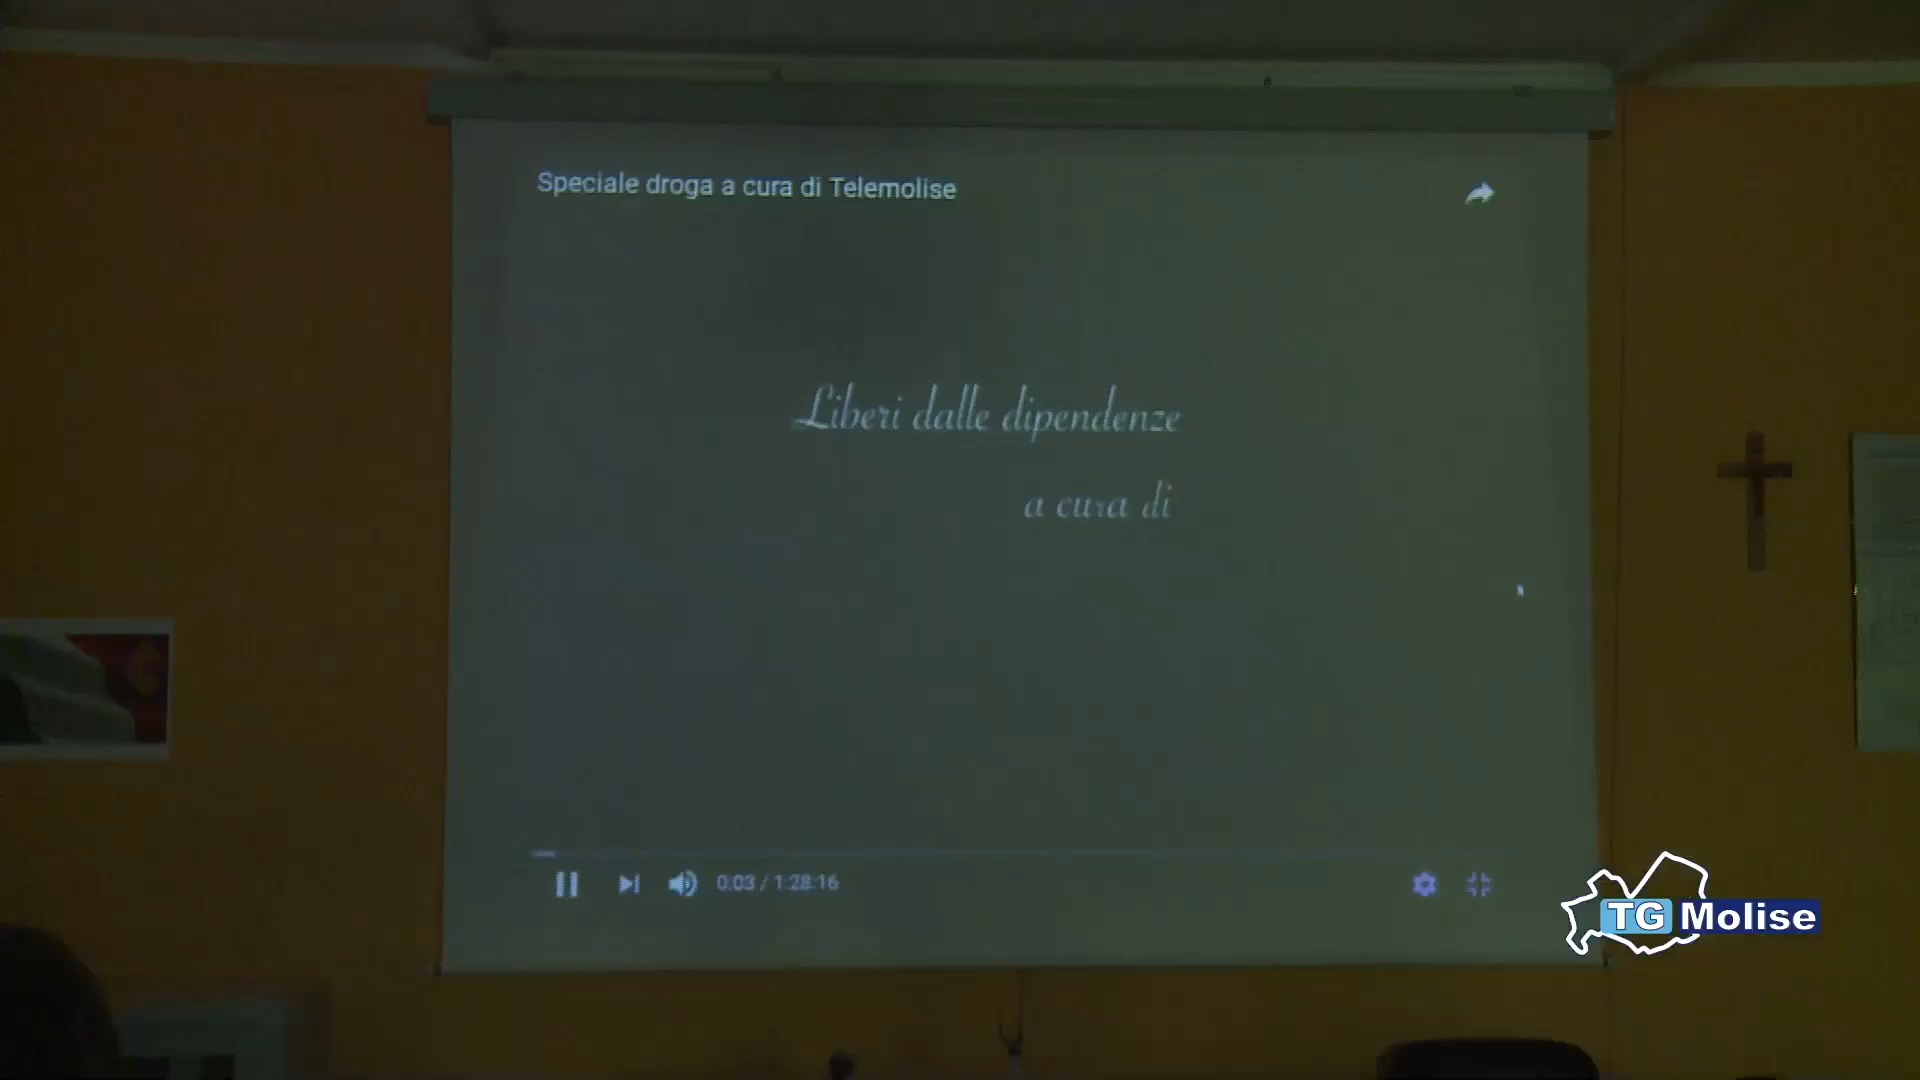 Speciale droga a cura di Telemolise
Liberi dalle dipendenze
a cura di
0:03 / 1:28:16
TG Molise